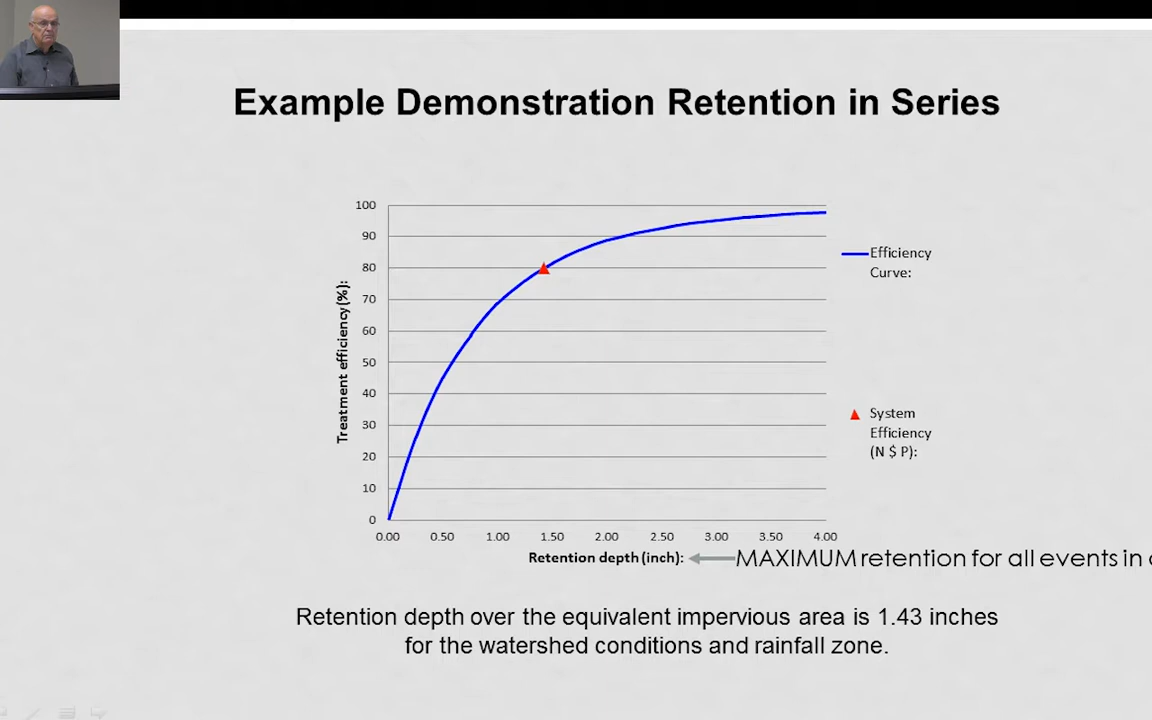 Example Demonstration Retention in Series
100
90
80
70
60
50
40
30
20
10
0
Treatment efficiency(%):
0.00 0.50 1.00 1.50 2.00 2.50 3.00 3.50 4.00
Retention depth (inch):
MAXIMUM retention for all events in
Efficiency
Curve:
System
Efficiency
(N $ P):
Retention depth over the equivalent impervious area is 1.43 inches
for the watershed conditions and rainfall zone.